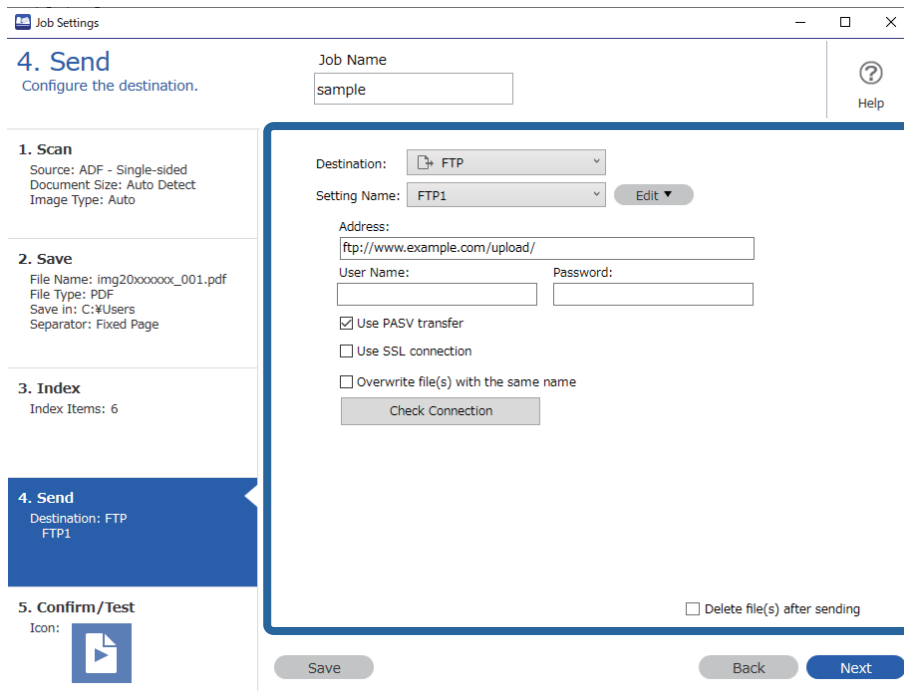 Job Settings
4. Send
Configure the destination.
Job Name
sample
Help
1. Scan
Source: ADF - Single-sided
Document Size: Auto Detect
Image Type: Auto
2. Save
File Name: img20xxxxxx_001.pdf
File Type: PDF
Save in: C:¥Users
Separator: Fixed Page
3. Index
Index Items: 6
4. Send
Destination: FTP
FTP1
5. Confirm/Test
Icon:
Destination: FTP
Setting Name: FTP1 Edit ▼
Address:
ftp://www.example.com/upload/
User Name: Password:
Use PASV transfer
Use SSL connection
Overwrite file(s) with the same name
Check Connection
Delete file(s) after sending
Save Back Next